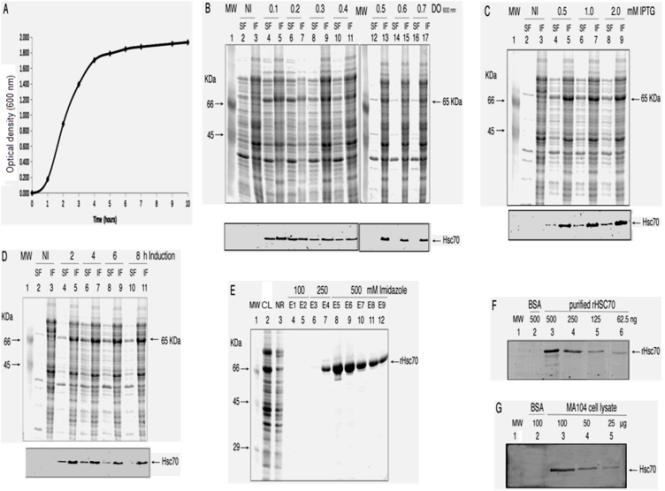 A
Optical density (600 nm)
2.000
1.800
1.600
1.400
1.200
1.000
0.800
0.600
0.400
0.200
0.000
0 1 2 3 4 5 6 7 8 9 10
Time (hours)
B
MW NI 0.1 0.2 0.3 0.4 0.5 0.6 0.7 DO 600 nm
SF IF SF IF SF IF SF IF SF IF SF IF SF IF SF IF
1 2 3 4 5 6 7 8 9 10 11 12 13 14 15 16 17
KDa
66
45
65 KDa
Hsc70
C
MW NI 0.5 1.0 2.0 mM IPTG
SF IF SF IF SF IF SF IF
1 2 3 4 5 6 7 8 9
KDa
66
45
65 KDa
Hsc70
D
MW NI 2 4 6 8 h Induction
SF IF SF IF SF IF SF IF SF IF
1 2 3 4 5 6 7 8 9 10 11
KDa
66
45
65 KDa
Hsc70
E
100 250 500 mM Imidazole
MW CL NR E1 E2 E3 E4 E5 E6 E7 E8 E9
1 2 3 4 5 6 7 8 9 10 11 12
KDa
66
45
29
rHsc70
F
BSA purified rHSC70
MW 500 500 250 125 62.5 ng
1 2 3 4 5 6
rHsc70
G
BSA MA104 cell lysate
MW 100 100 50 25 µg
1 2 3 4 5
Hsc70